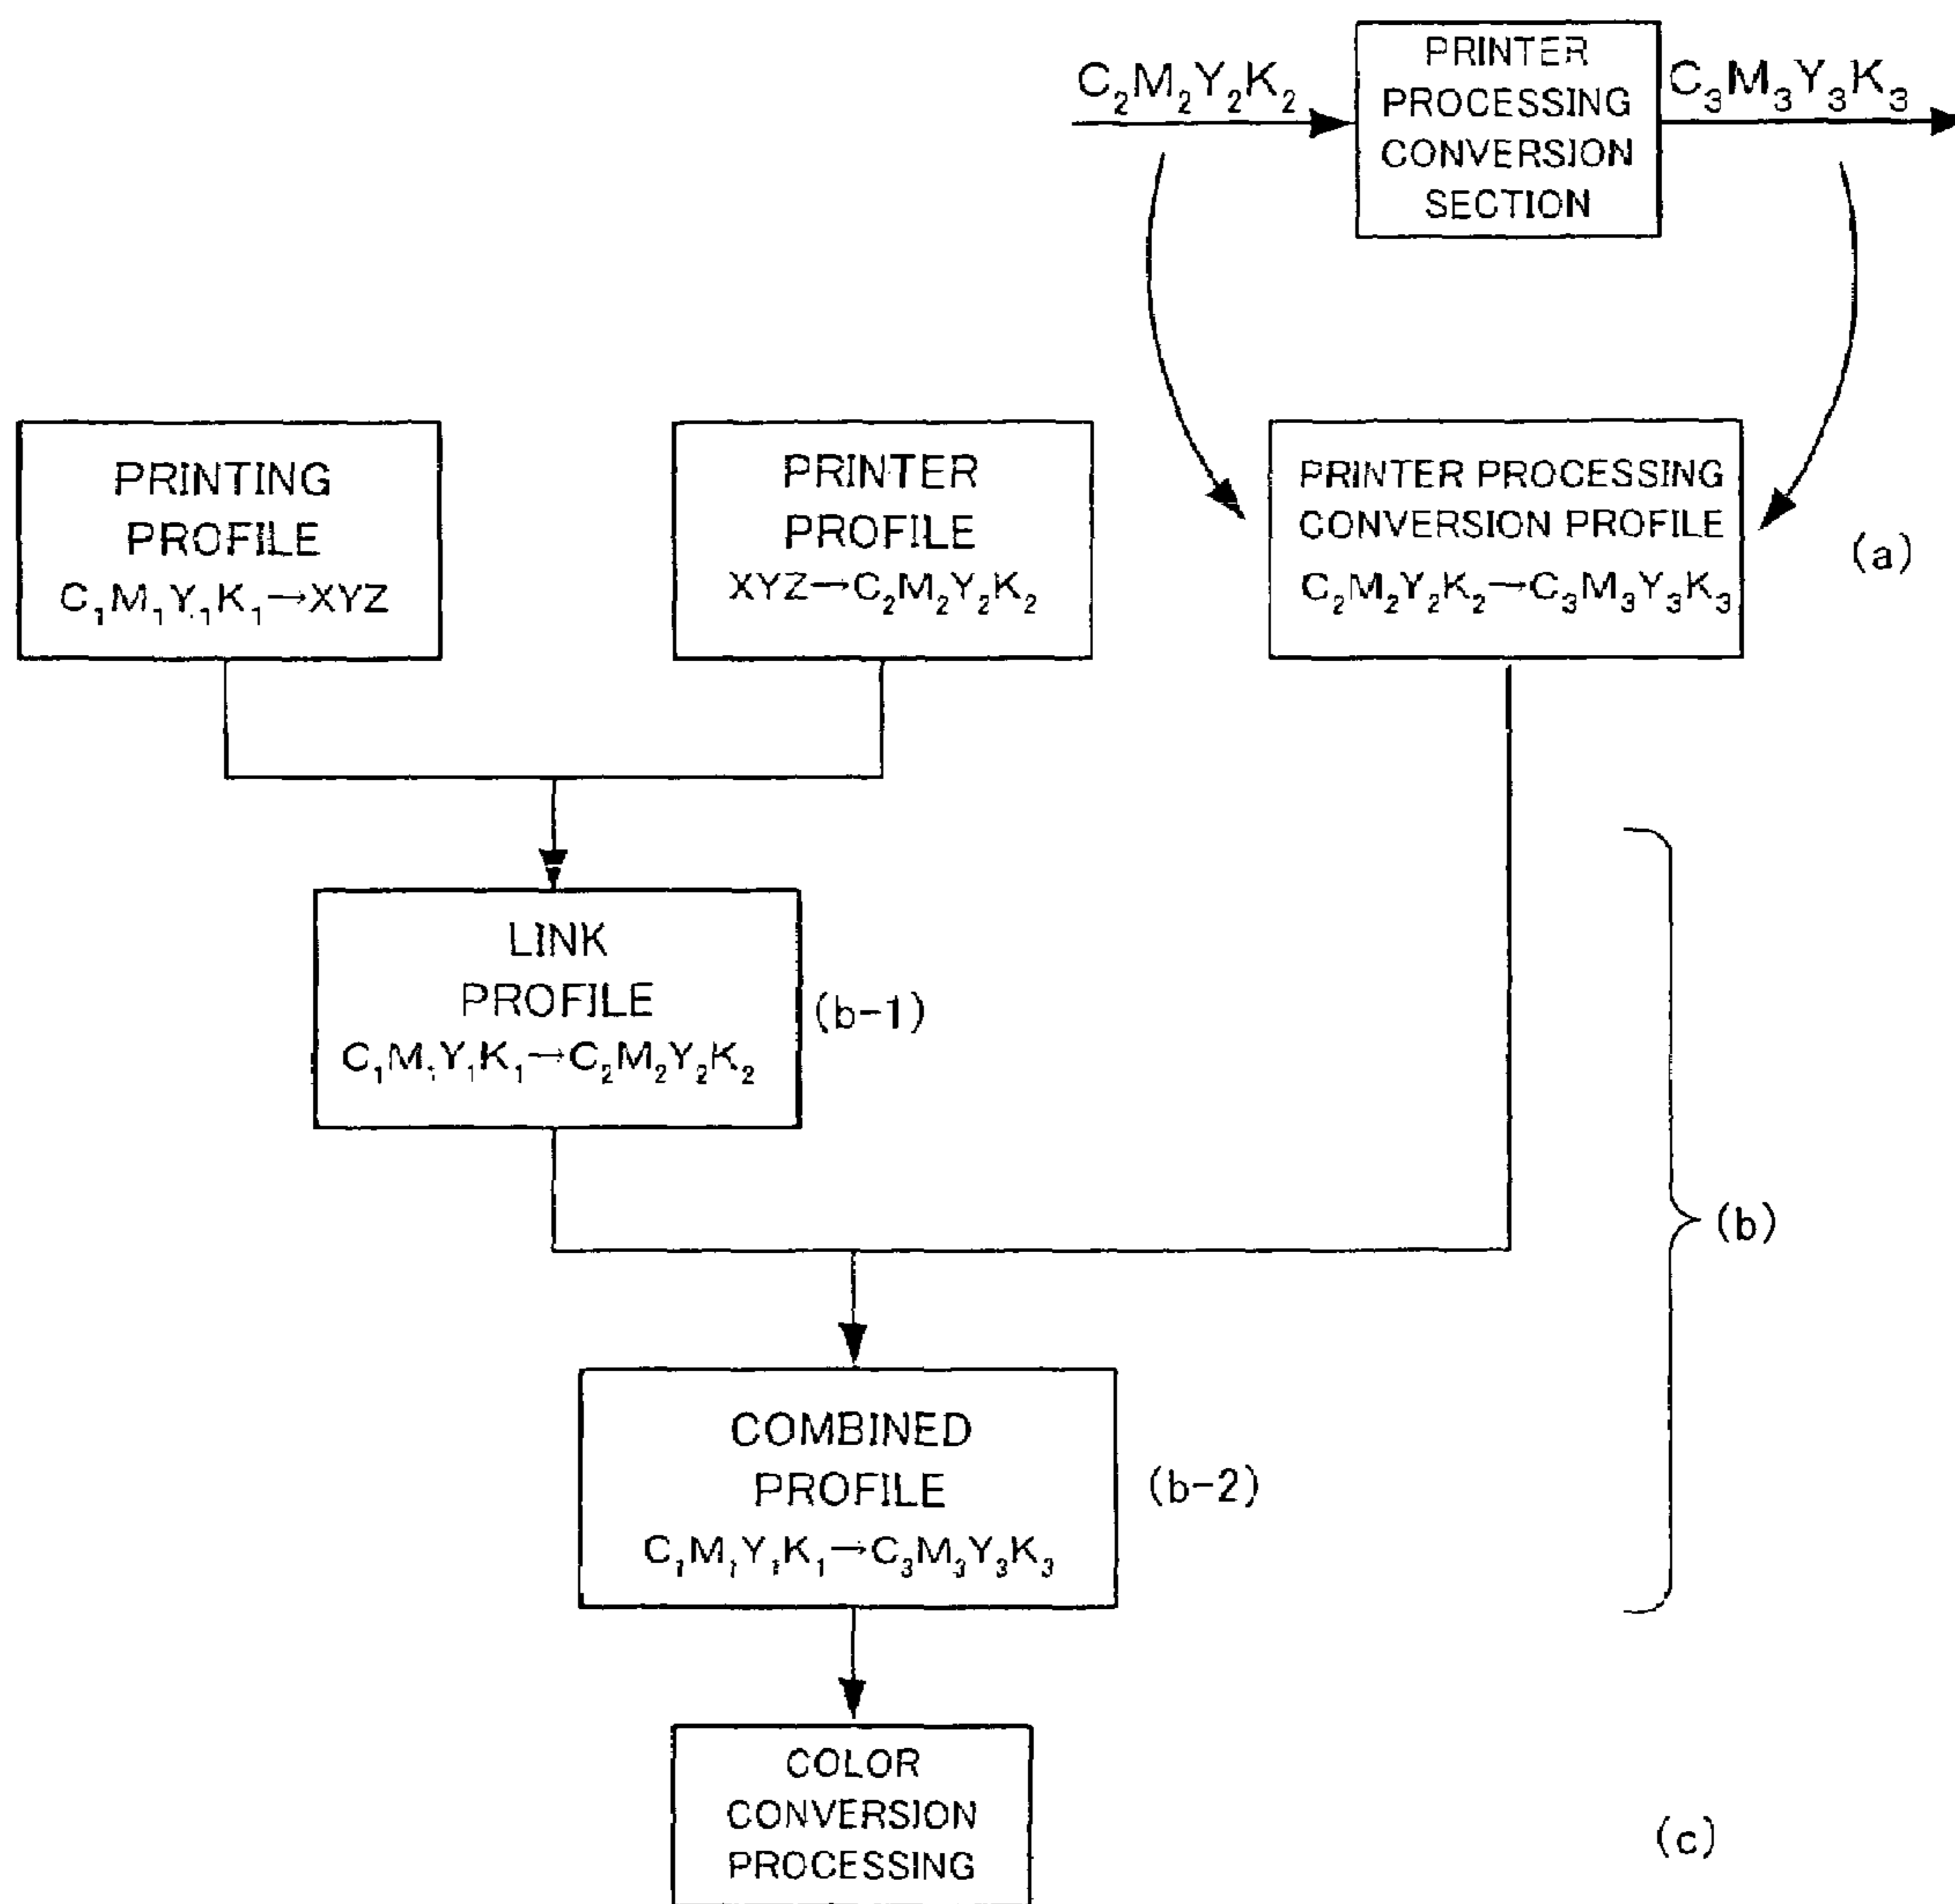 C₂M₂Y₂K₂
PRINTER
PROCESSING
CONVERSION
SECTION
C₃M₃Y₃K₃
PRINTING
PROFILE
C₁M₁Y₁K₁→XYZ
PRINTER
PROFILE
XYZ→C₂M₂Y₂K₂
PRINTER PROCESSING
CONVERSION PROFILE
C₂M₂Y₂K₂→C₃M₃Y₃K₃
(a)
LINK
PROFILE
C₁M₁Y₁K₁→C₂M₂Y₂K₂
(b-1)
(b)
COMBINED
PROFILE
C₁M₁Y₁K₁→C₃M₃Y₃K₃
(b-2)
COLOR
CONVERSION
PROCESSING
(c)